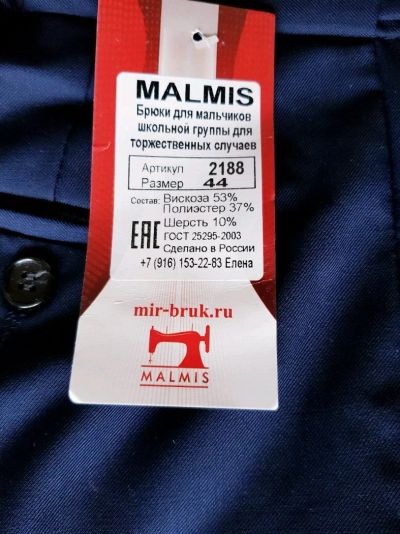 MALMIS
Брюки для мальчиков
школьной группы для
торжественных случаев
Артикул 2188
Размер 44
Состав: Вискоза 53%
Полиэстер 37%
Шерсть 10%
EAC ГОСТ 25295-2003
Сделано в России
+7 (916) 153-22-83 Елена
mir-bruk.ru
MALMIS